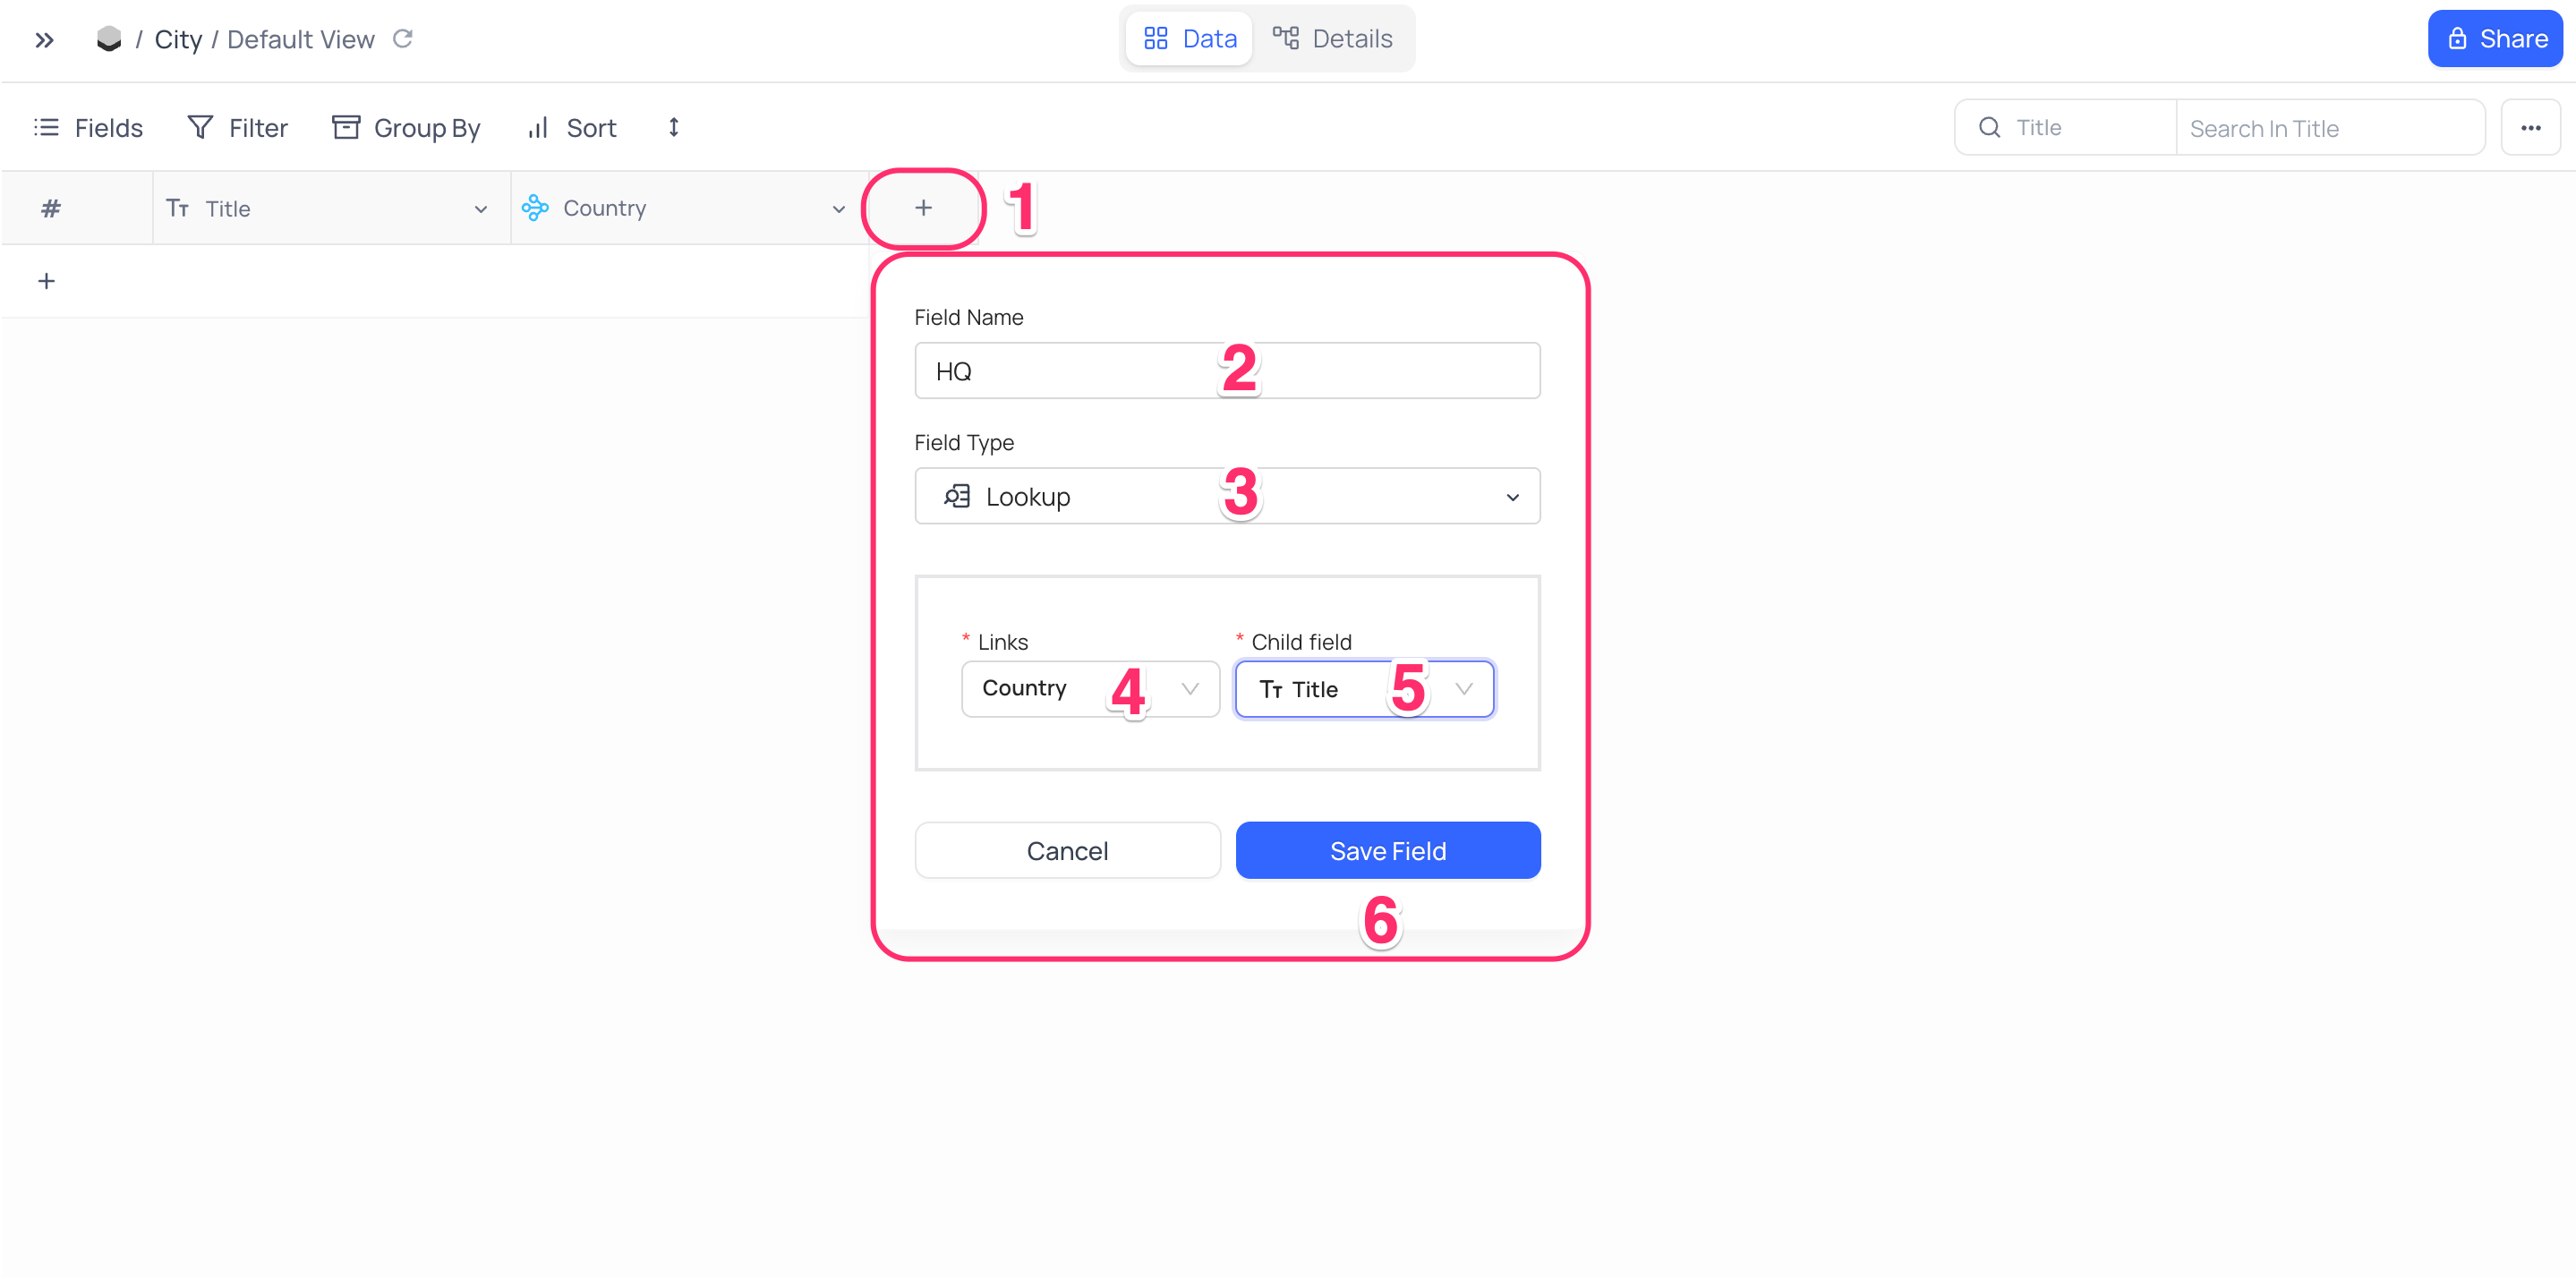 / City / Default View
Data
Details
Share
Fields
Filter
Group By
Sort
Title
Search In Title
#
Title
Country
+
1
+
Field Name
HQ
2
Field Type
Lookup
3
* Links
* Child field
Country
4
Title
5
Cancel
Save Field
6